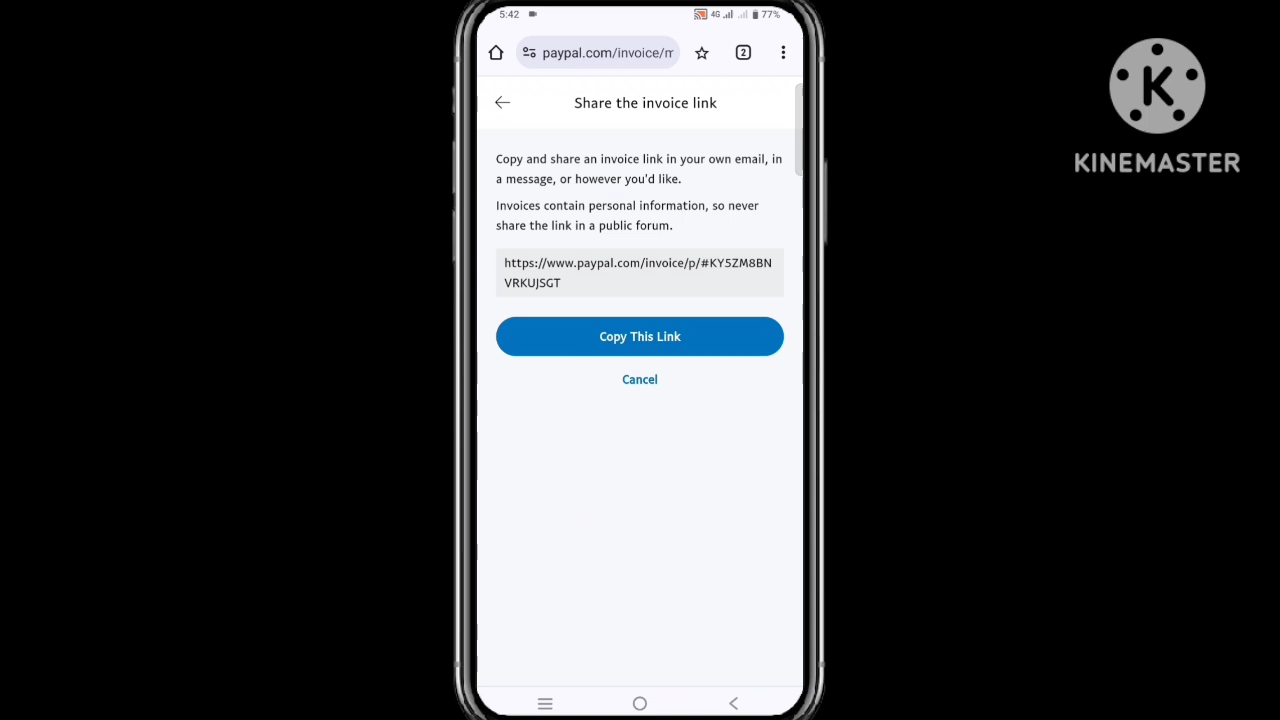 5:42
4G
77%
paypal.com/invoice/m
2
Share the invoice link
Copy and share an invoice link in your own email, in
a message, or however you'd like.
Invoices contain personal information, so never
share the link in a public forum.
https://www.paypal.com/invoice/p/#KY5ZM8BN
VRKUJSGT
Copy This Link
Cancel
K
KINEMASTER